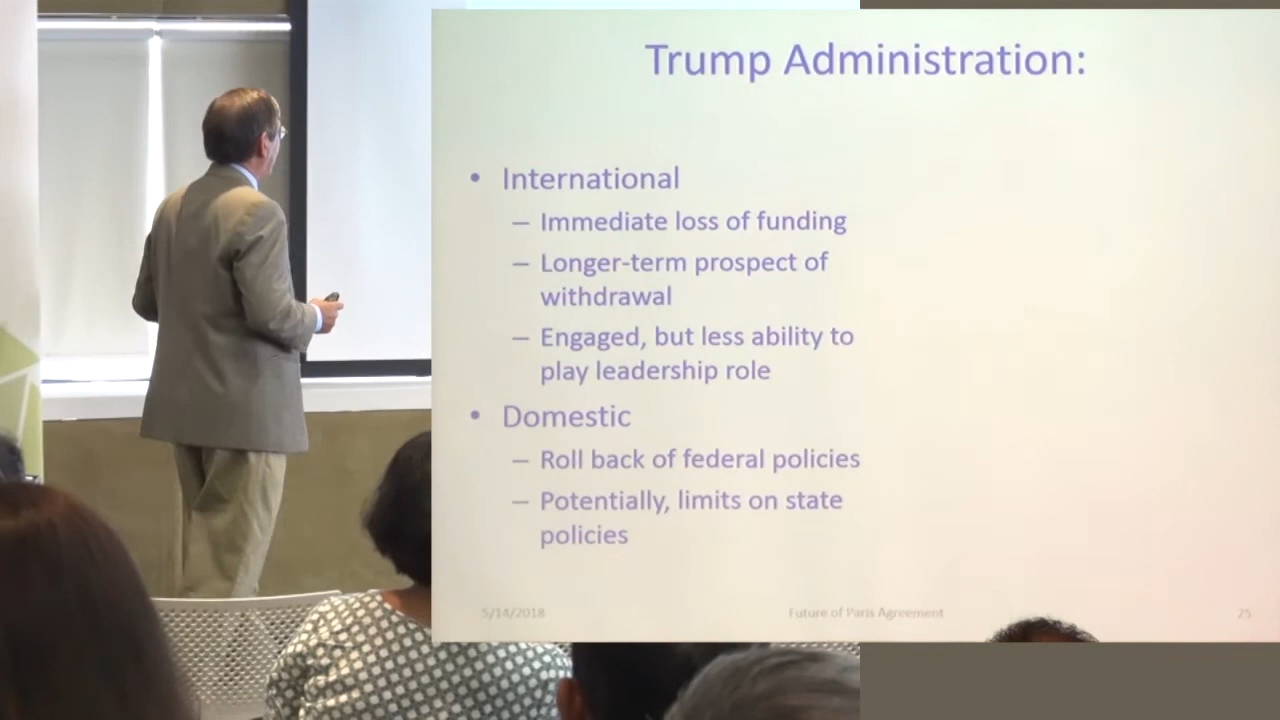 Trump Administration:
• International
– Immediate loss of funding
– Longer-term prospect of
withdrawal
– Engaged, but less ability to
play leadership role
• Domestic
– Roll back of federal policies
– Potentially, limits on state
policies
5/14/2018 Future of Paris Agreement 25